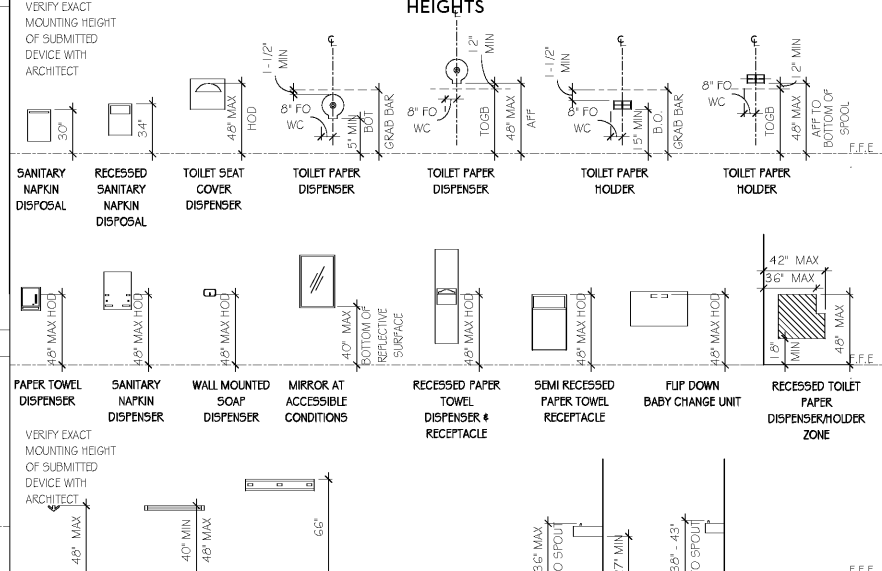 HEIGHTS
VERIFY EXACT
MOUNTING HEIGHT
OF SUBMITTED
DEVICE WITH
ARCHITECT
30"
34"
48" MAX
HOD
1-1/2"
MIN
8" FO
WC
15" MIN
BOT
GRAB BAR
12"
MIN
8" FO
WC
TOGB
48" MAX
AFF
1-1/2"
MIN
8" FO
WC
15" MIN
B.O.
GRAB BAR
12"
MIN
8" FO
WC
TOGB
48" MAX
AFF TO
BOTTOM OF
SPOOL
F.F.E
SANITARY
NAPKIN
DISPOSAL
RECESSED
SANITARY
NAPKIN
DISPOSAL
TOILET SEAT
COVER
DISPENSER
TOILET PAPER
DISPENSER
TOILET PAPER
DISPENSER
TOILET PAPER
HOLDER
TOILET PAPER
HOLDER
48" MAX HOD
48" MAX HOD
48" MAX HOD
40" MAX
BOTTOM OF
REFLECTIVE
SURFACE
48" MAX HOD
48" MAX HOD
48" MAX HOD
42" MAX
36" MAX
18"
MIN
48" MAX
F.F.E
PAPER TOWEL
DISPENSER
SANITARY
NAPKIN
DISPENSER
WALL MOUNTED
SOAP
DISPENSER
MIRROR AT
ACCESSIBLE
CONDITIONS
RECESSED PAPER
TOWEL
DISPENSER &
RECEPTACLE
SEMI RECESSED
PAPER TOWEL
RECEPTACLE
FLIP DOWN
BABY CHANGE UNIT
RECESSED TOILET
PAPER
DISPENSER/HOLDER
ZONE
VERIFY EXACT
MOUNTING HEIGHT
OF SUBMITTED
DEVICE WITH
ARCHITECT
48" MAX
40" MIN
48" MAX
66"
36" MAX
TO SPOUT
38" - 43"
TO SPOUT